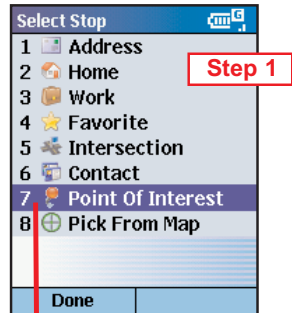 Select Stop
1 Address
Step 1
2 Home
3 Work
4 Favorite
5 Intersection
6 Contact
7 Point Of Interest
8 Pick From Map
Done